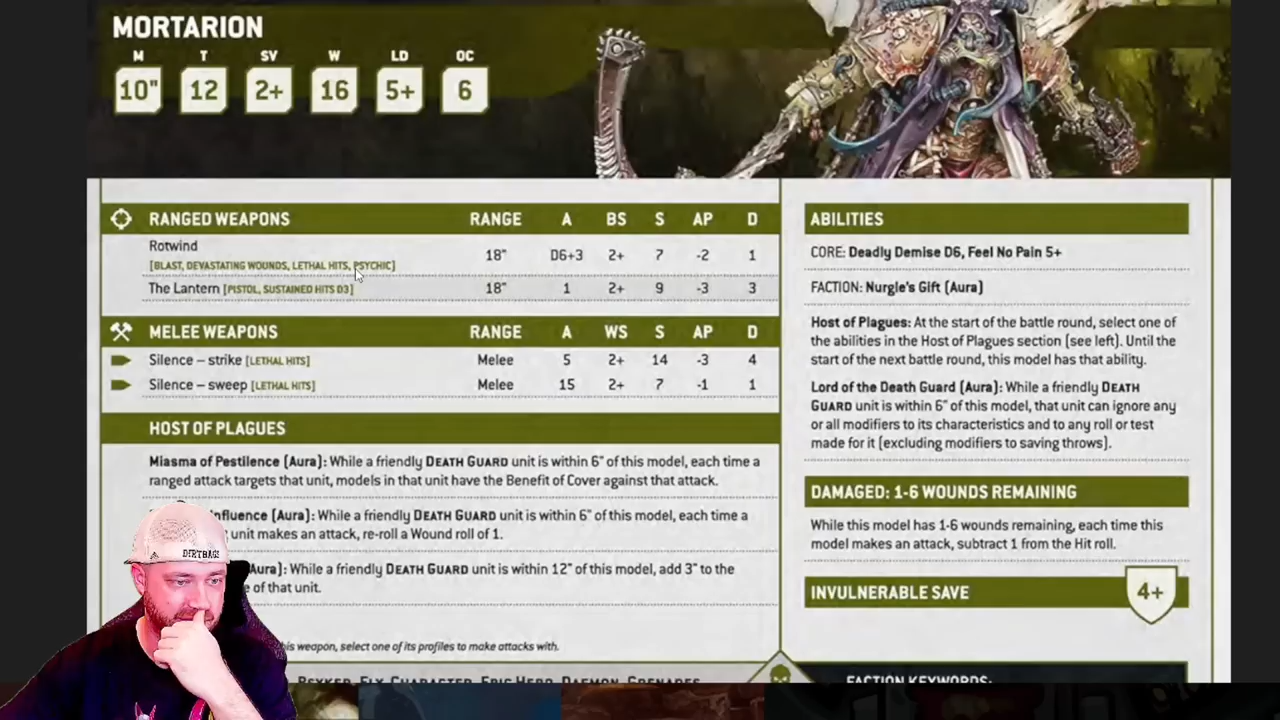 MORTARION
M T SV W LD OC
10" 12 2+ 16 5+ 6
RANGED WEAPONS RANGE A BS S AP D
Rotwind
[BLAST, DEVASTATING WOUNDS, LETHAL HITS, PSYCHIC] 18" D6+3 2+ 7 -2 1
The Lantern [PISTOL, SUSTAINED HITS D3] 18" 1 2+ 9 -3 3
MELEE WEAPONS RANGE A WS S AP D
Silence – strike [LETHAL HITS] Melee 5 2+ 14 -3 4
Silence – sweep [LETHAL HITS] Melee 15 2+ 7 -1 1
HOST OF PLAGUES
Miasma of Pestilence (Aura): While a friendly DEATH GUARD unit is within 6" of this model, each time a
ranged attack targets that unit, models in that unit have the Benefit of Cover against that attack.
nfluence (Aura): While a friendly DEATH GUARD unit is within 6" of this model, each time a
unit makes an attack, re-roll a Wound roll of 1.
Aura): While a friendly DEATH GUARD unit is within 12" of this model, add 3" to the
of that unit.
his weapon, select one of its profiles to make attacks with.
PSYKER, FLY, CHARACTER, EPIC HERO, DAEMON, GRENADES
ABILITIES
CORE: Deadly Demise D6, Feel No Pain 5+
FACTION: Nurgle's Gift (Aura)
Host of Plagues: At the start of the battle round, select one of
the abilities in the Host of Plagues section (see left). Until the
start of the next battle round, this model has that ability.
Lord of the Death Guard (Aura): While a friendly DEATH
GUARD unit is within 6" of this model, that unit can ignore any
or all modifiers to its characteristics and to any roll or test
made for it (excluding modifiers to saving throws).
DAMAGED: 1-6 WOUNDS REMAINING
While this model has 1-6 wounds remaining, each time this
model makes an attack, subtract 1 from the Hit roll.
INVULNERABLE SAVE 4+
FACTION KEYWORDS:
DIRTBAGS